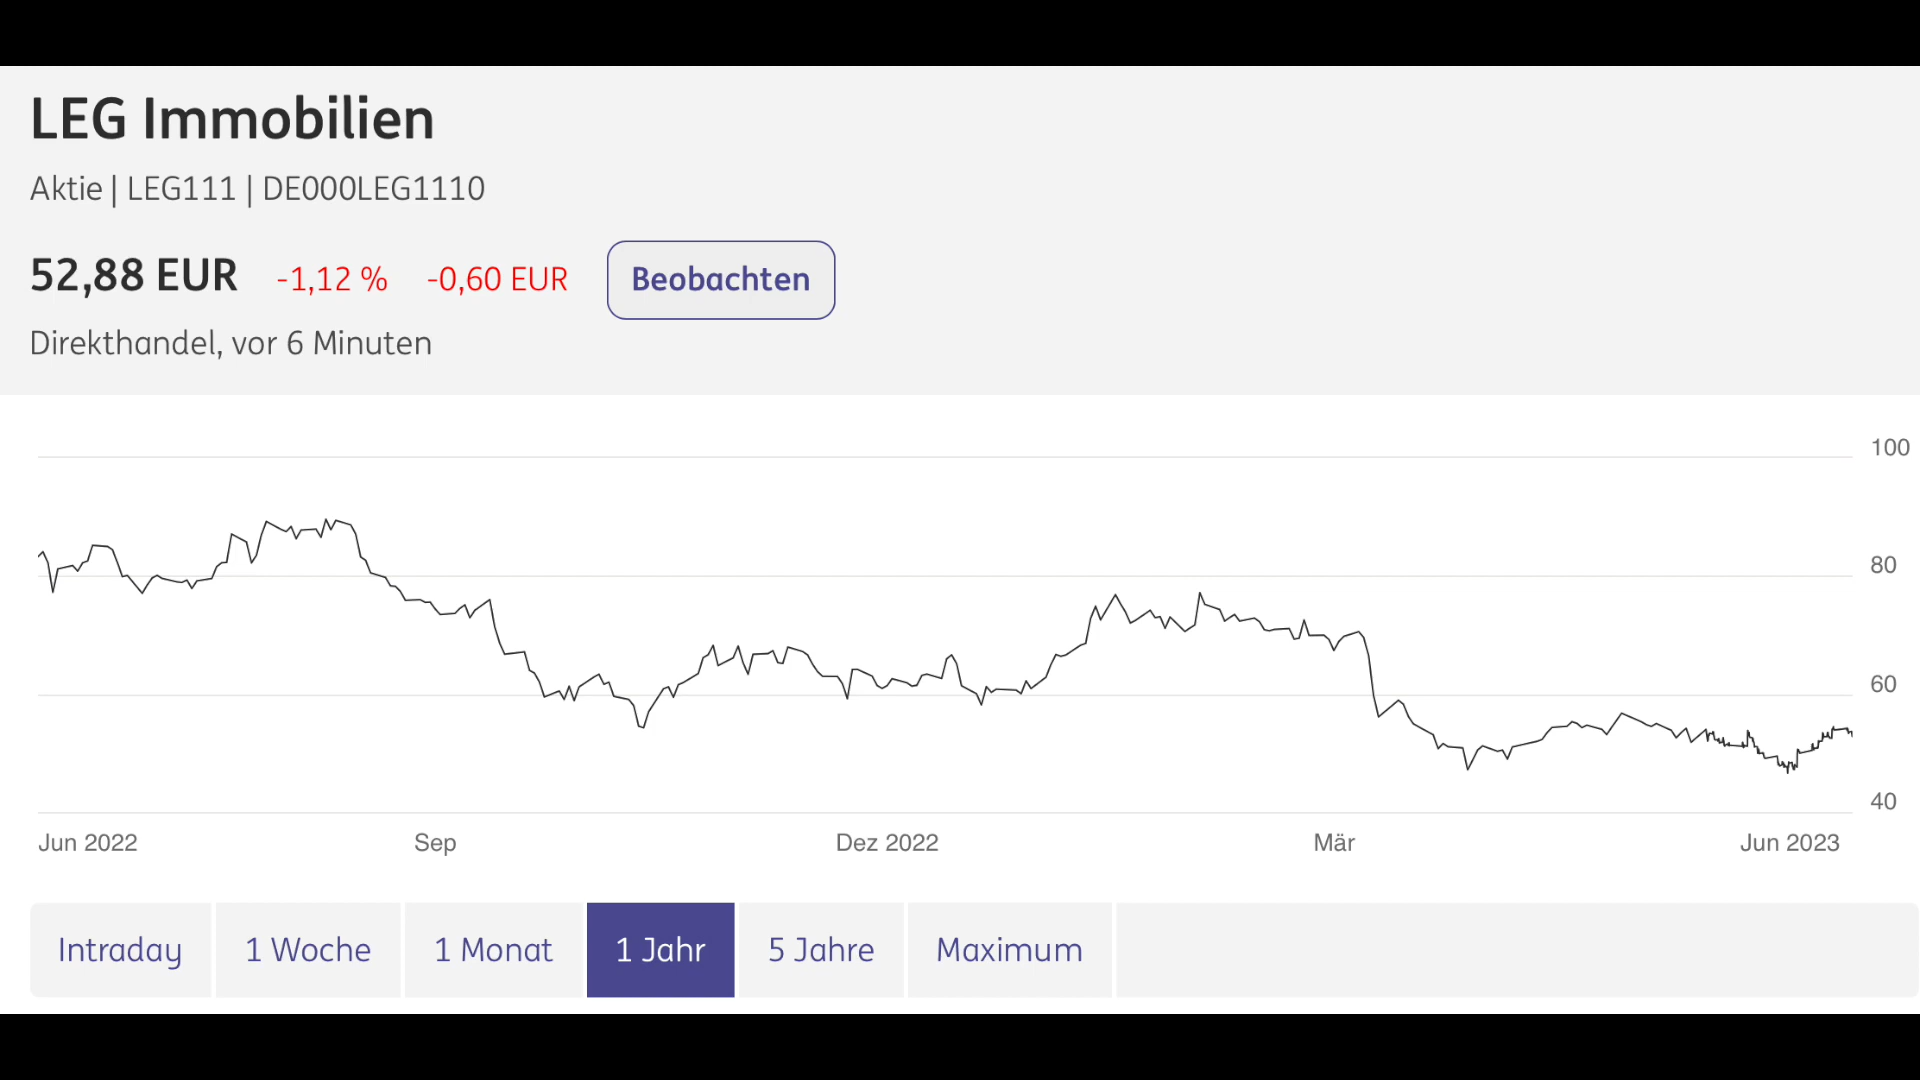 LEG Immobilien
Aktie | LEG111 | DE000LEG1110
52,88 EUR -1,12 % -0,60 EUR Beobachten
Direkthandel, vor 6 Minuten
100
80
60
40
Jun 2022 Sep Dez 2022 Mär Jun 2023
Intraday 1 Woche 1 Monat 1 Jahr 5 Jahre Maximum